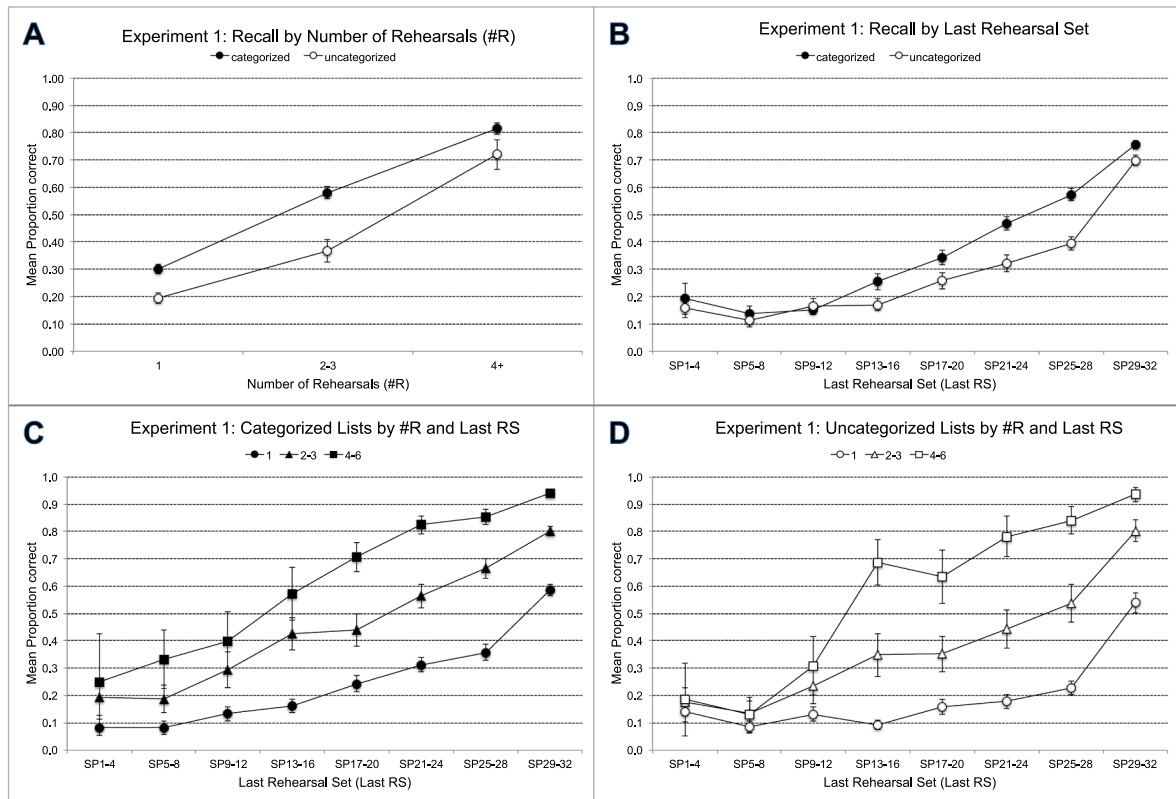 A
Experiment 1: Recall by Number of Rehearsals (#R)
categorized uncategorized
1.00
0.90
0.80
0.70
0.60
0.50
0.40
0.30
0.20
0.10
0.00
Mean Proportion correct
1 2-3 4+
Number of Rehearsals (#R)
B
Experiment 1: Recall by Last Rehearsal Set
categorized uncategorized
1.0
0.9
0.8
0.7
0.6
0.5
0.4
0.3
0.2
0.1
0.0
Mean Proportion correct
SP1-4 SP5-8 SP9-12 SP13-16 SP17-20 SP21-24 SP25-28 SP29-32
Last Rehearsal Set (Last RS)
C
Experiment 1: Categorized Lists by #R and Last RS
1 2-3 4-6
1.0
0.9
0.8
0.7
0.6
0.5
0.4
0.3
0.2
0.1
0.0
Mean Proportion correct
SP1-4 SP5-8 SP9-12 SP13-16 SP17-20 SP21-24 SP25-28 SP29-32
Last Rehearsal Set (Last RS)
D
Experiment 1: Uncategorized Lists by #R and Last RS
1 2-3 4-6
1.0
0.9
0.8
0.7
0.6
0.5
0.4
0.3
0.2
0.1
0.0
Mean Proportion correct
SP1-4 SP5-8 SP9-12 SP13-16 SP17-20 SP21-24 SP25-28 SP29-32
Last Rehearsal Set (Last RS)